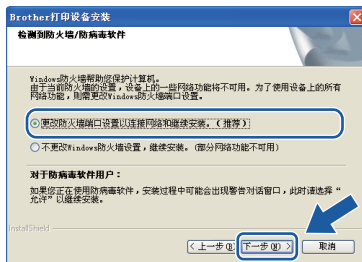 Brother打印设备安装
检测到防火墙/防病毒软件
Windows防火墙帮助您保护计算机。
由于当前防火墙的设置，设备上的一些网络功能将不可用。为了使用设备上的所有
网络功能，则需更改Windows防火墙端口设置。
更改防火墙端口设置以连接网络和继续安装。（推荐）
不更改Windows防火墙设置，继续安装。（部分网络功能不可用）
对于防病毒软件用户：
如果您正在使用防病毒软件，安装过程中可能会出现警告对话窗口，此时请选择“
允许”以继续安装。
InstallShield
< 上一步(B) 下一步(N) > 取消